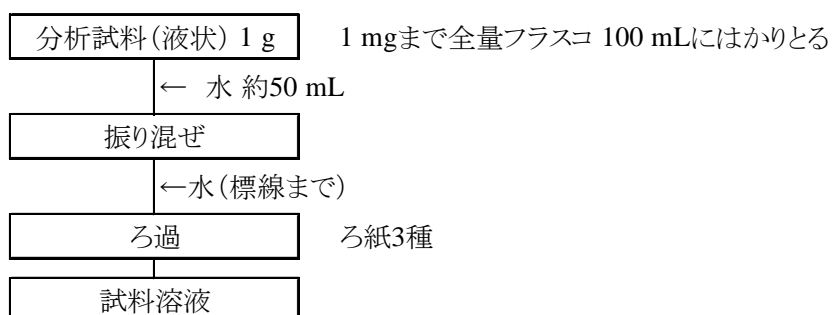 分析試料(液状) 1 g 1 mgまで全量フラスコ 100 mLにはかりとる
← 水 約50 mL
振り混ぜ
←水(標線まで)
ろ過 ろ紙3種
試料溶液